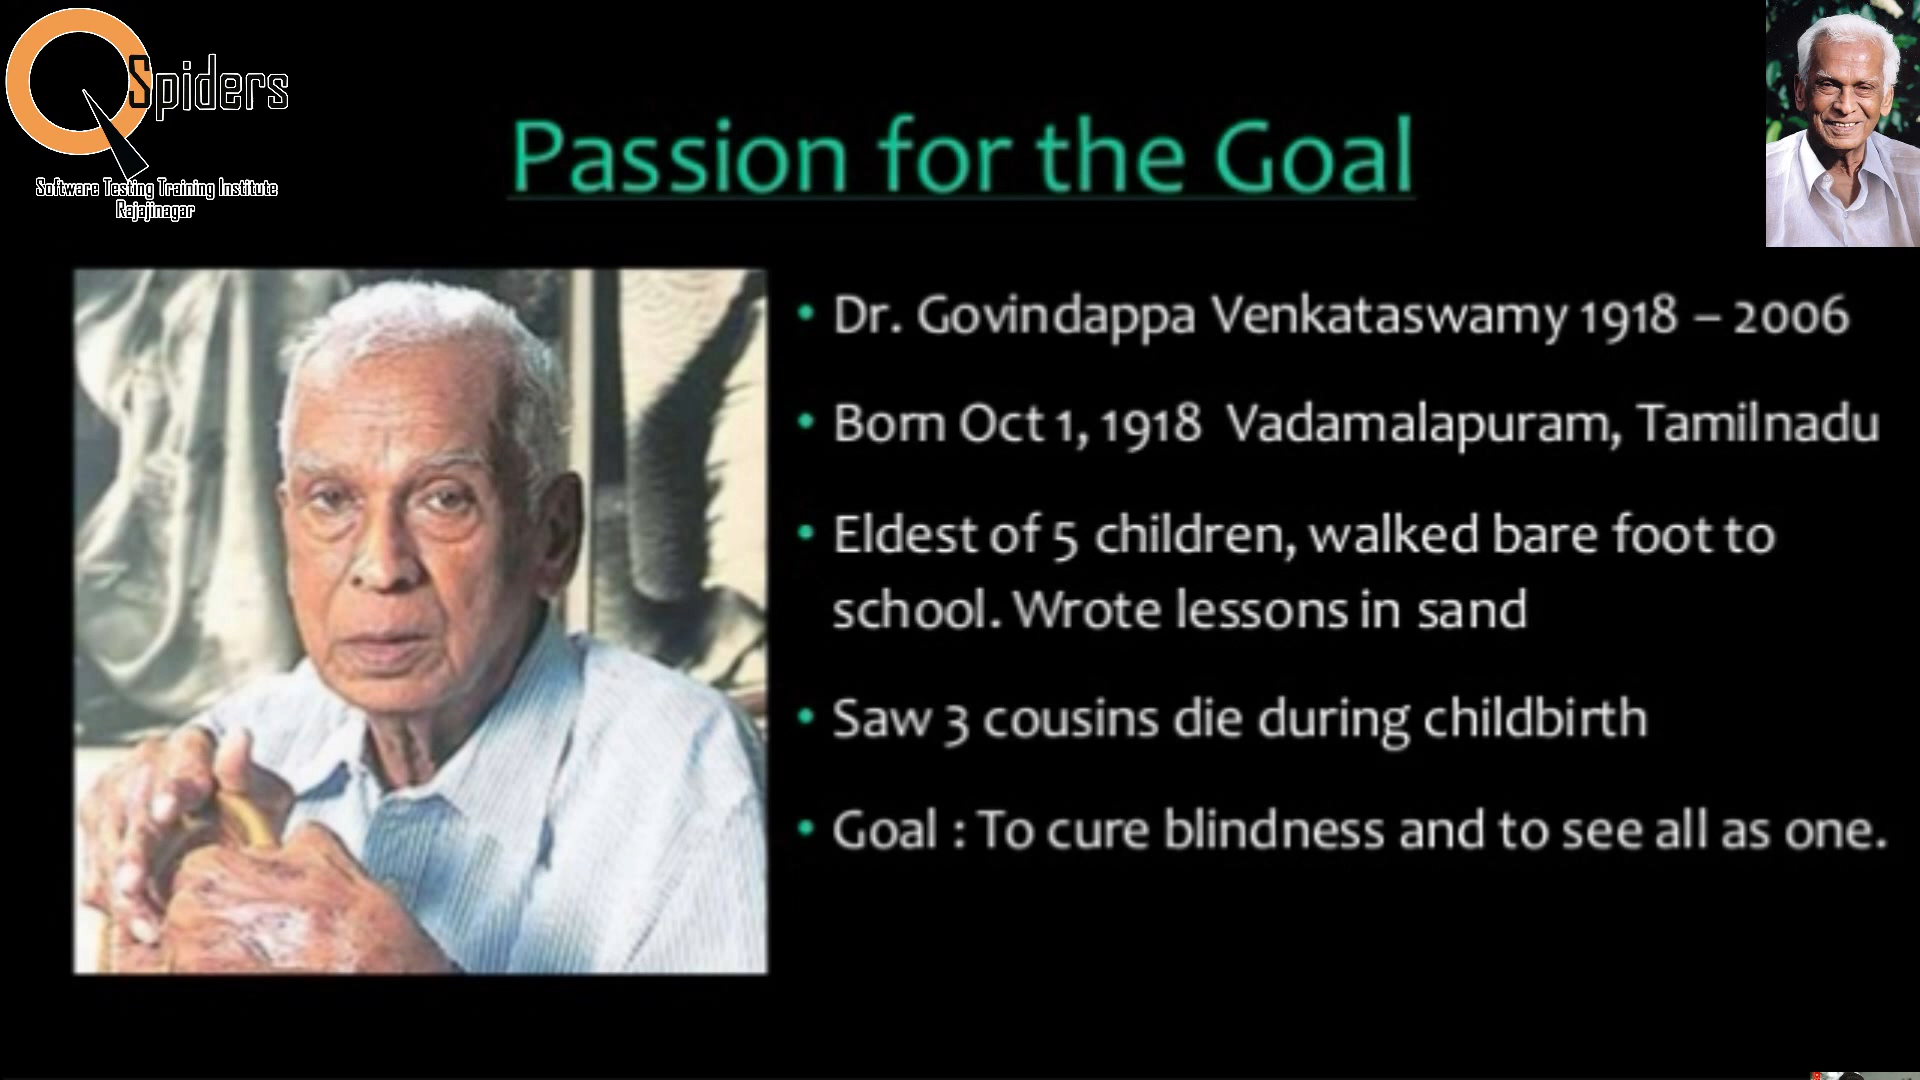 QSpiders
Software Testing Training Institute
Rajajinagar
Passion for the Goal
• Dr. Govindappa Venkataswamy 1918 – 2006
• Born Oct 1, 1918 Vadamalapuram, Tamilnadu
• Eldest of 5 children, walked bare foot to
school. Wrote lessons in sand
• Saw 3 cousins die during childbirth
• Goal : To cure blindness and to see all as one.